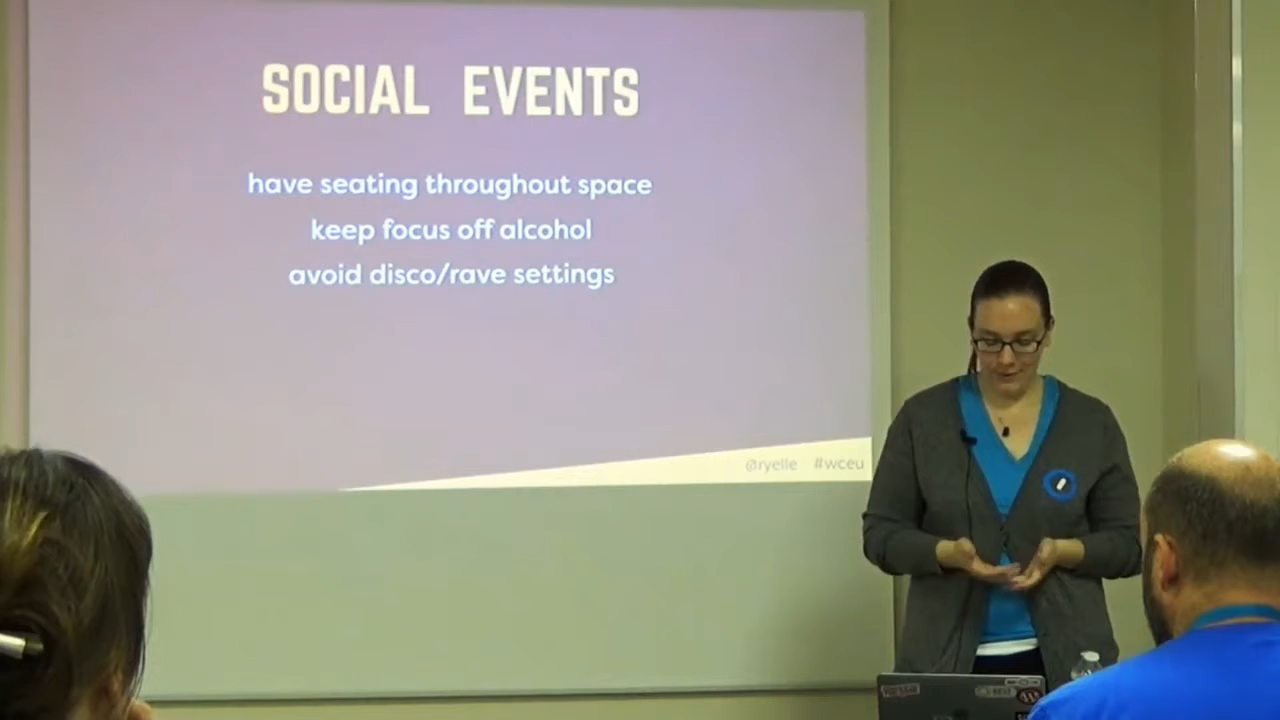 SOCIAL EVENTS
have seating throughout space
keep focus off alcohol
avoid disco/rave settings
@ryelle #wceu